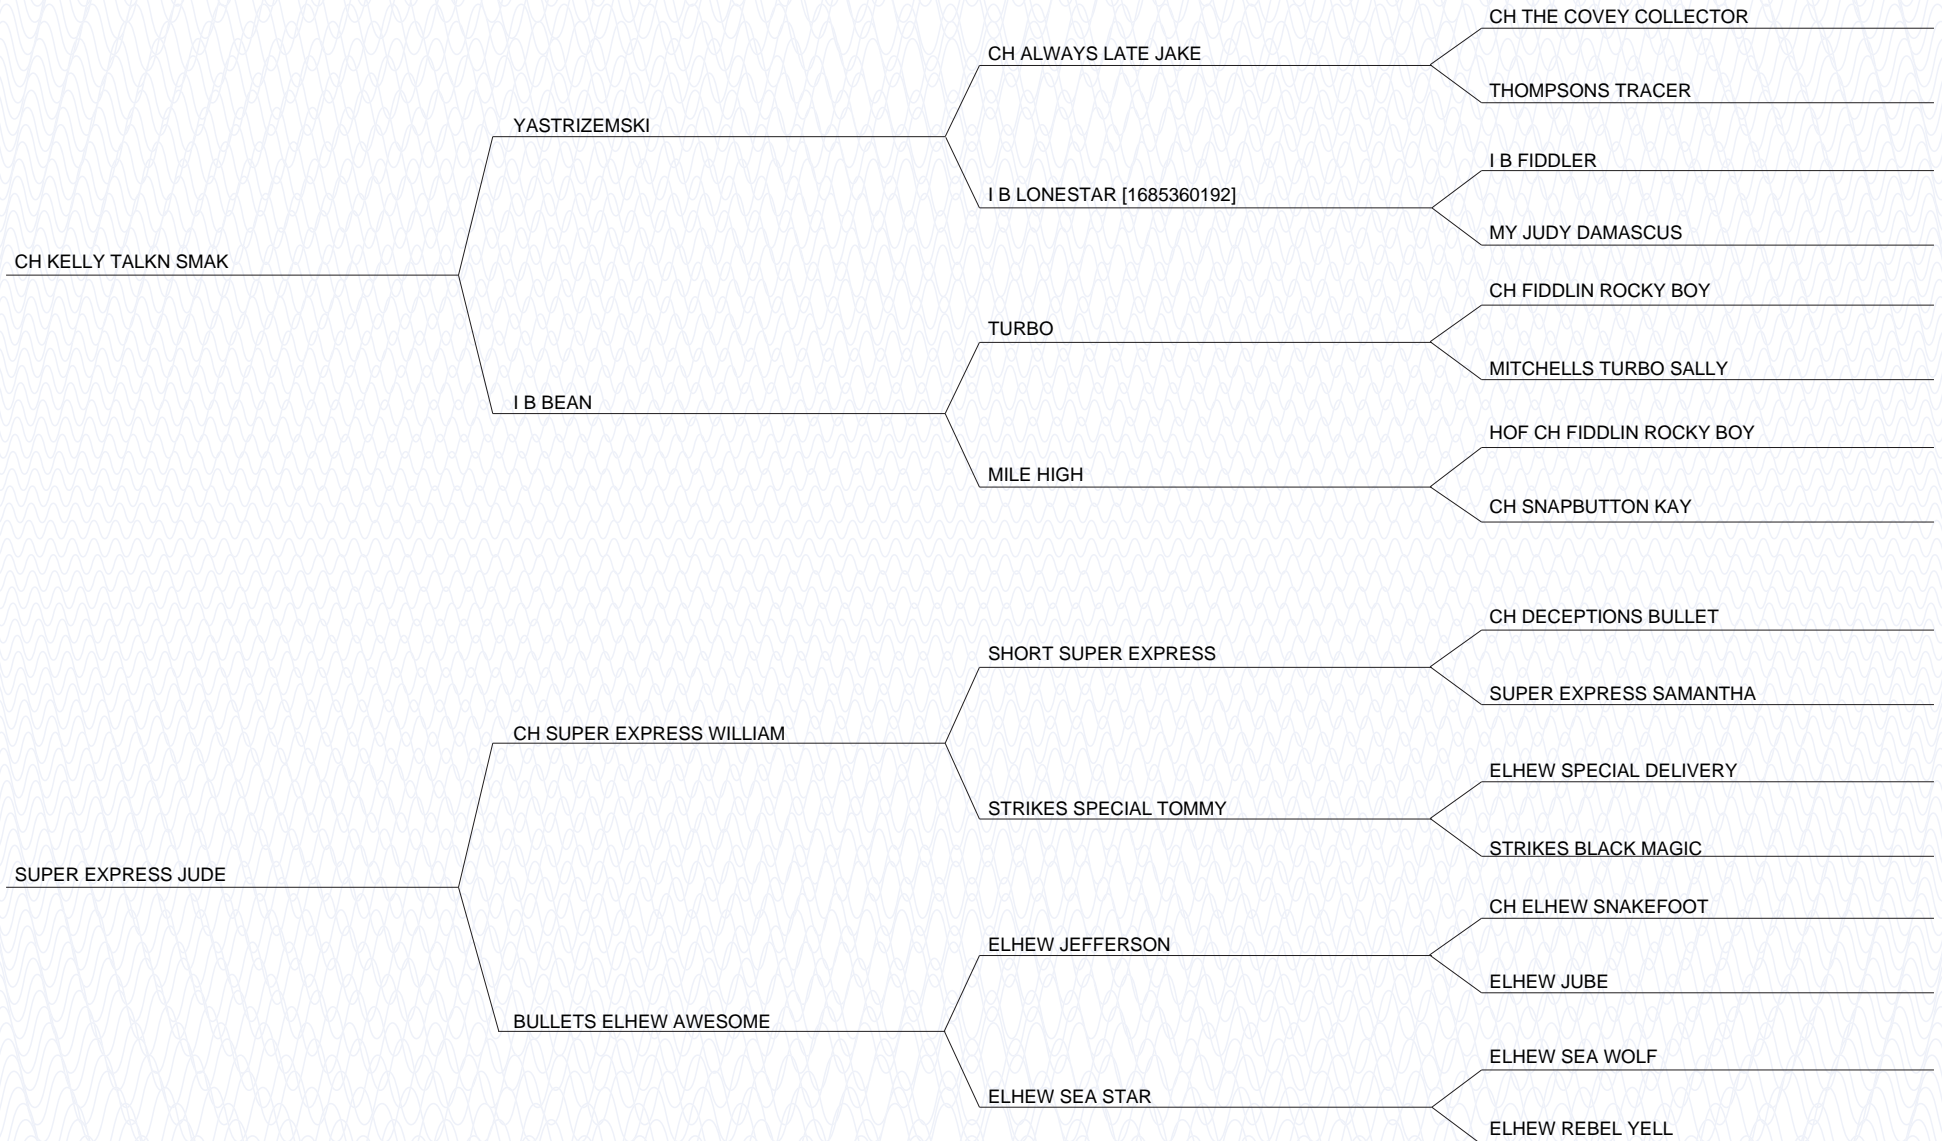 CH THE COVEY COLLECTOR
CH ALWAYS LATE JAKE
THOMPSONS TRACER
YASTRIZEMSKI
I B FIDDLER
I B LONESTAR [1685360192]
MY JUDY DAMASCUS
CH KELLY TALKN SMAK
CH FIDDLIN ROCKY BOY
TURBO
MITCHELLS TURBO SALLY
I B BEAN
HOF CH FIDDLIN ROCKY BOY
MILE HIGH
CH SNAPBUTTON KAY
CH DECEPTIONS BULLET
SHORT SUPER EXPRESS
SUPER EXPRESS SAMANTHA
CH SUPER EXPRESS WILLIAM
ELHEW SPECIAL DELIVERY
STRIKES SPECIAL TOMMY
STRIKES BLACK MAGIC
SUPER EXPRESS JUDE
CH ELHEW SNAKEFOOT
ELHEW JEFFERSON
ELHEW JUBE
BULLETS ELHEW AWESOME
ELHEW SEA WOLF
ELHEW SEA STAR
ELHEW REBEL YELL